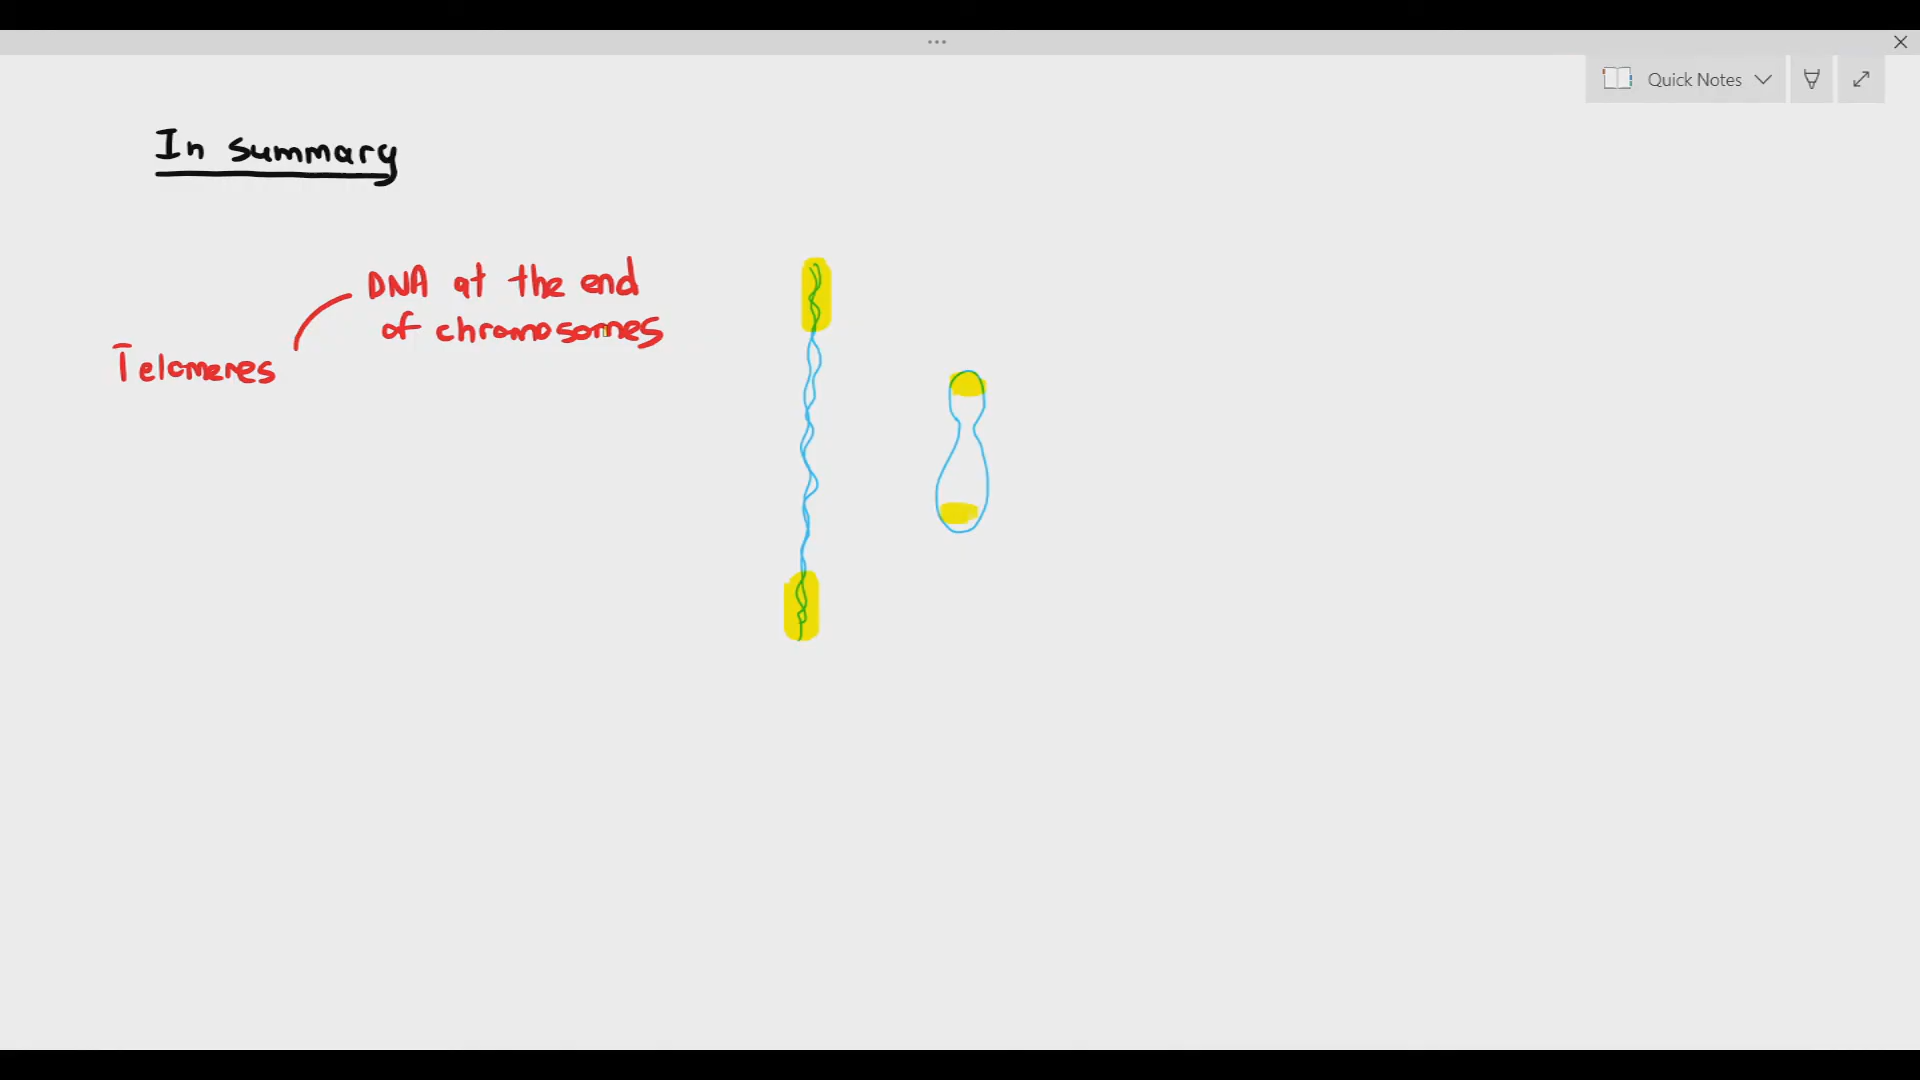 Quick Notes
In summary
DNA at the end
of chromosomes
Telomeres